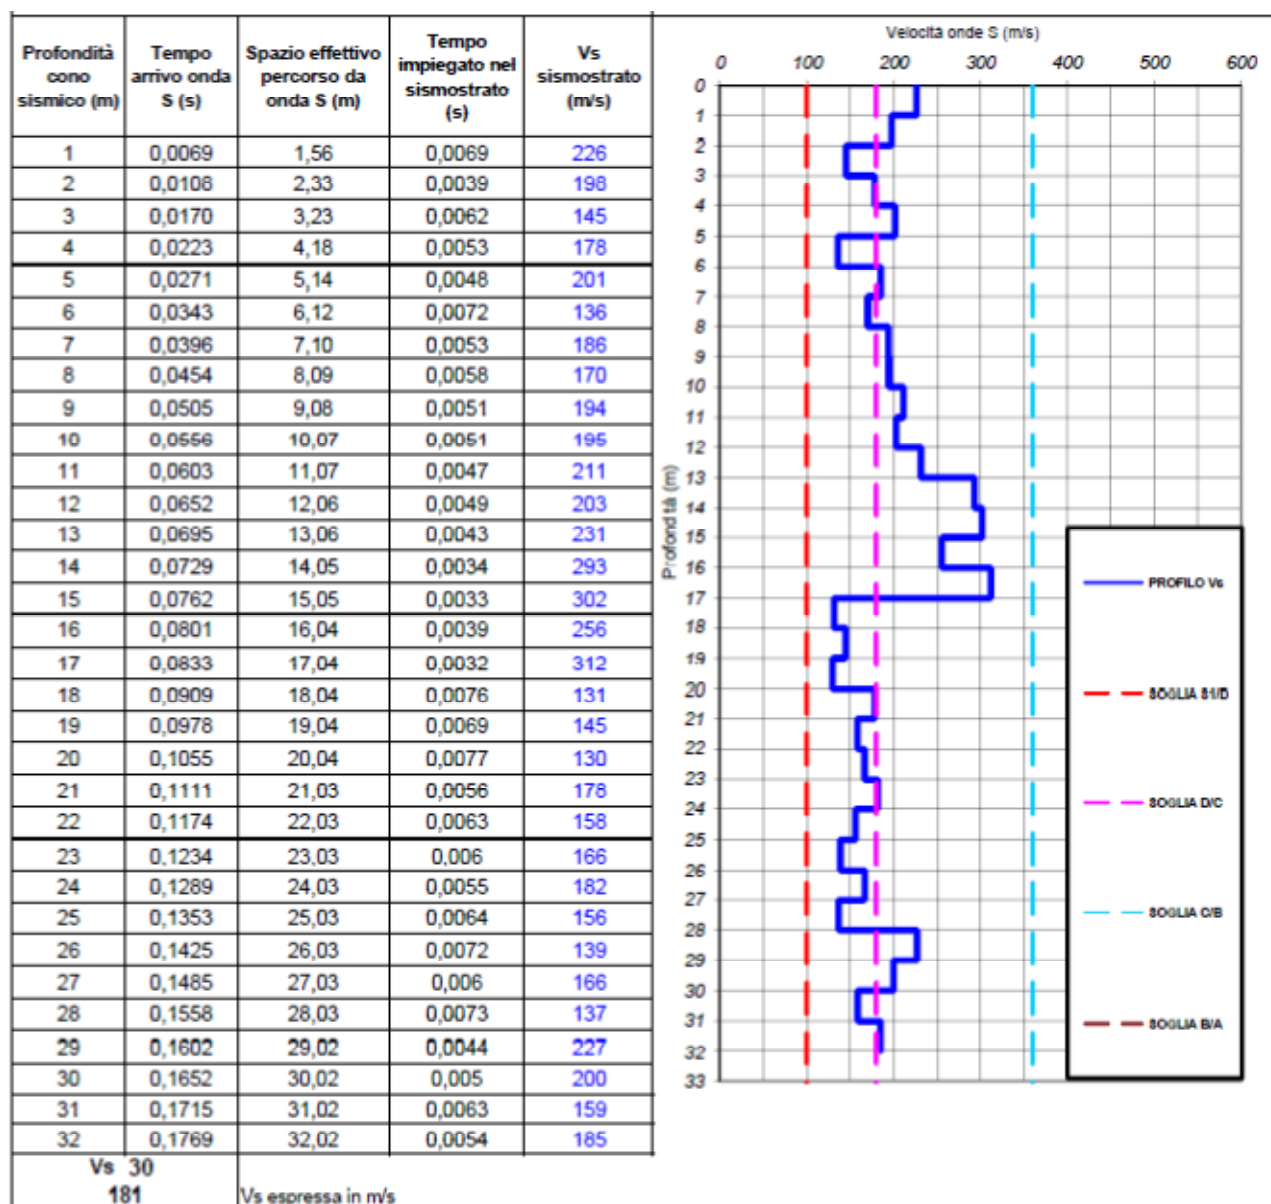 Profondità cono sismico (m) Tempo arrivo onda S (s) Spazio effettivo percorso da onda S (m) Tempo impiegato nel sismostrato (s) Vs sismostrato (m/s)
1 0,0069 1,56 0,0069 226
2 0,0108 2,33 0,0039 198
3 0,0170 3,23 0,0062 145
4 0,0223 4,18 0,0053 178
5 0,0271 5,14 0,0048 201
6 0,0343 6,12 0,0072 136
7 0,0396 7,10 0,0053 186
8 0,0454 8,09 0,0058 170
9 0,0505 9,08 0,0051 194
10 0,0556 10,07 0,0051 195
11 0,0603 11,07 0,0047 211
12 0,0652 12,06 0,0049 203
13 0,0695 13,06 0,0043 231
14 0,0729 14,05 0,0034 293
15 0,0762 15,05 0,0033 302
16 0,0801 16,04 0,0039 256
17 0,0833 17,04 0,0032 312
18 0,0909 18,04 0,0076 131
19 0,0978 19,04 0,0069 145
20 0,1055 20,04 0,0077 130
21 0,1111 21,03 0,0056 178
22 0,1174 22,03 0,0063 158
23 0,1234 23,03 0,006 166
24 0,1289 24,03 0,0055 182
25 0,1353 25,03 0,0064 156
26 0,1425 26,03 0,0072 139
27 0,1485 27,03 0,006 166
28 0,1558 28,03 0,0073 137
29 0,1602 29,02 0,0044 227
30 0,1652 30,02 0,005 200
31 0,1715 31,02 0,0063 159
32 0,1769 32,02 0,0054 185
Vs 30
181 Vs espressa in m/s
Velocità onde S (m/s)
0 100 200 300 400 500 600
0
1
2
3
4
5
6
7
8
9
10
11
12
13
14
15
16
17
18
19
20
21
22
23
24
25
26
27
28
29
30
31
32
33
Profondità (m)
PROFILO Vs
SOGLIA S1/D
SOGLIA D/C
SOGLIA C/B
SOGLIA B/A